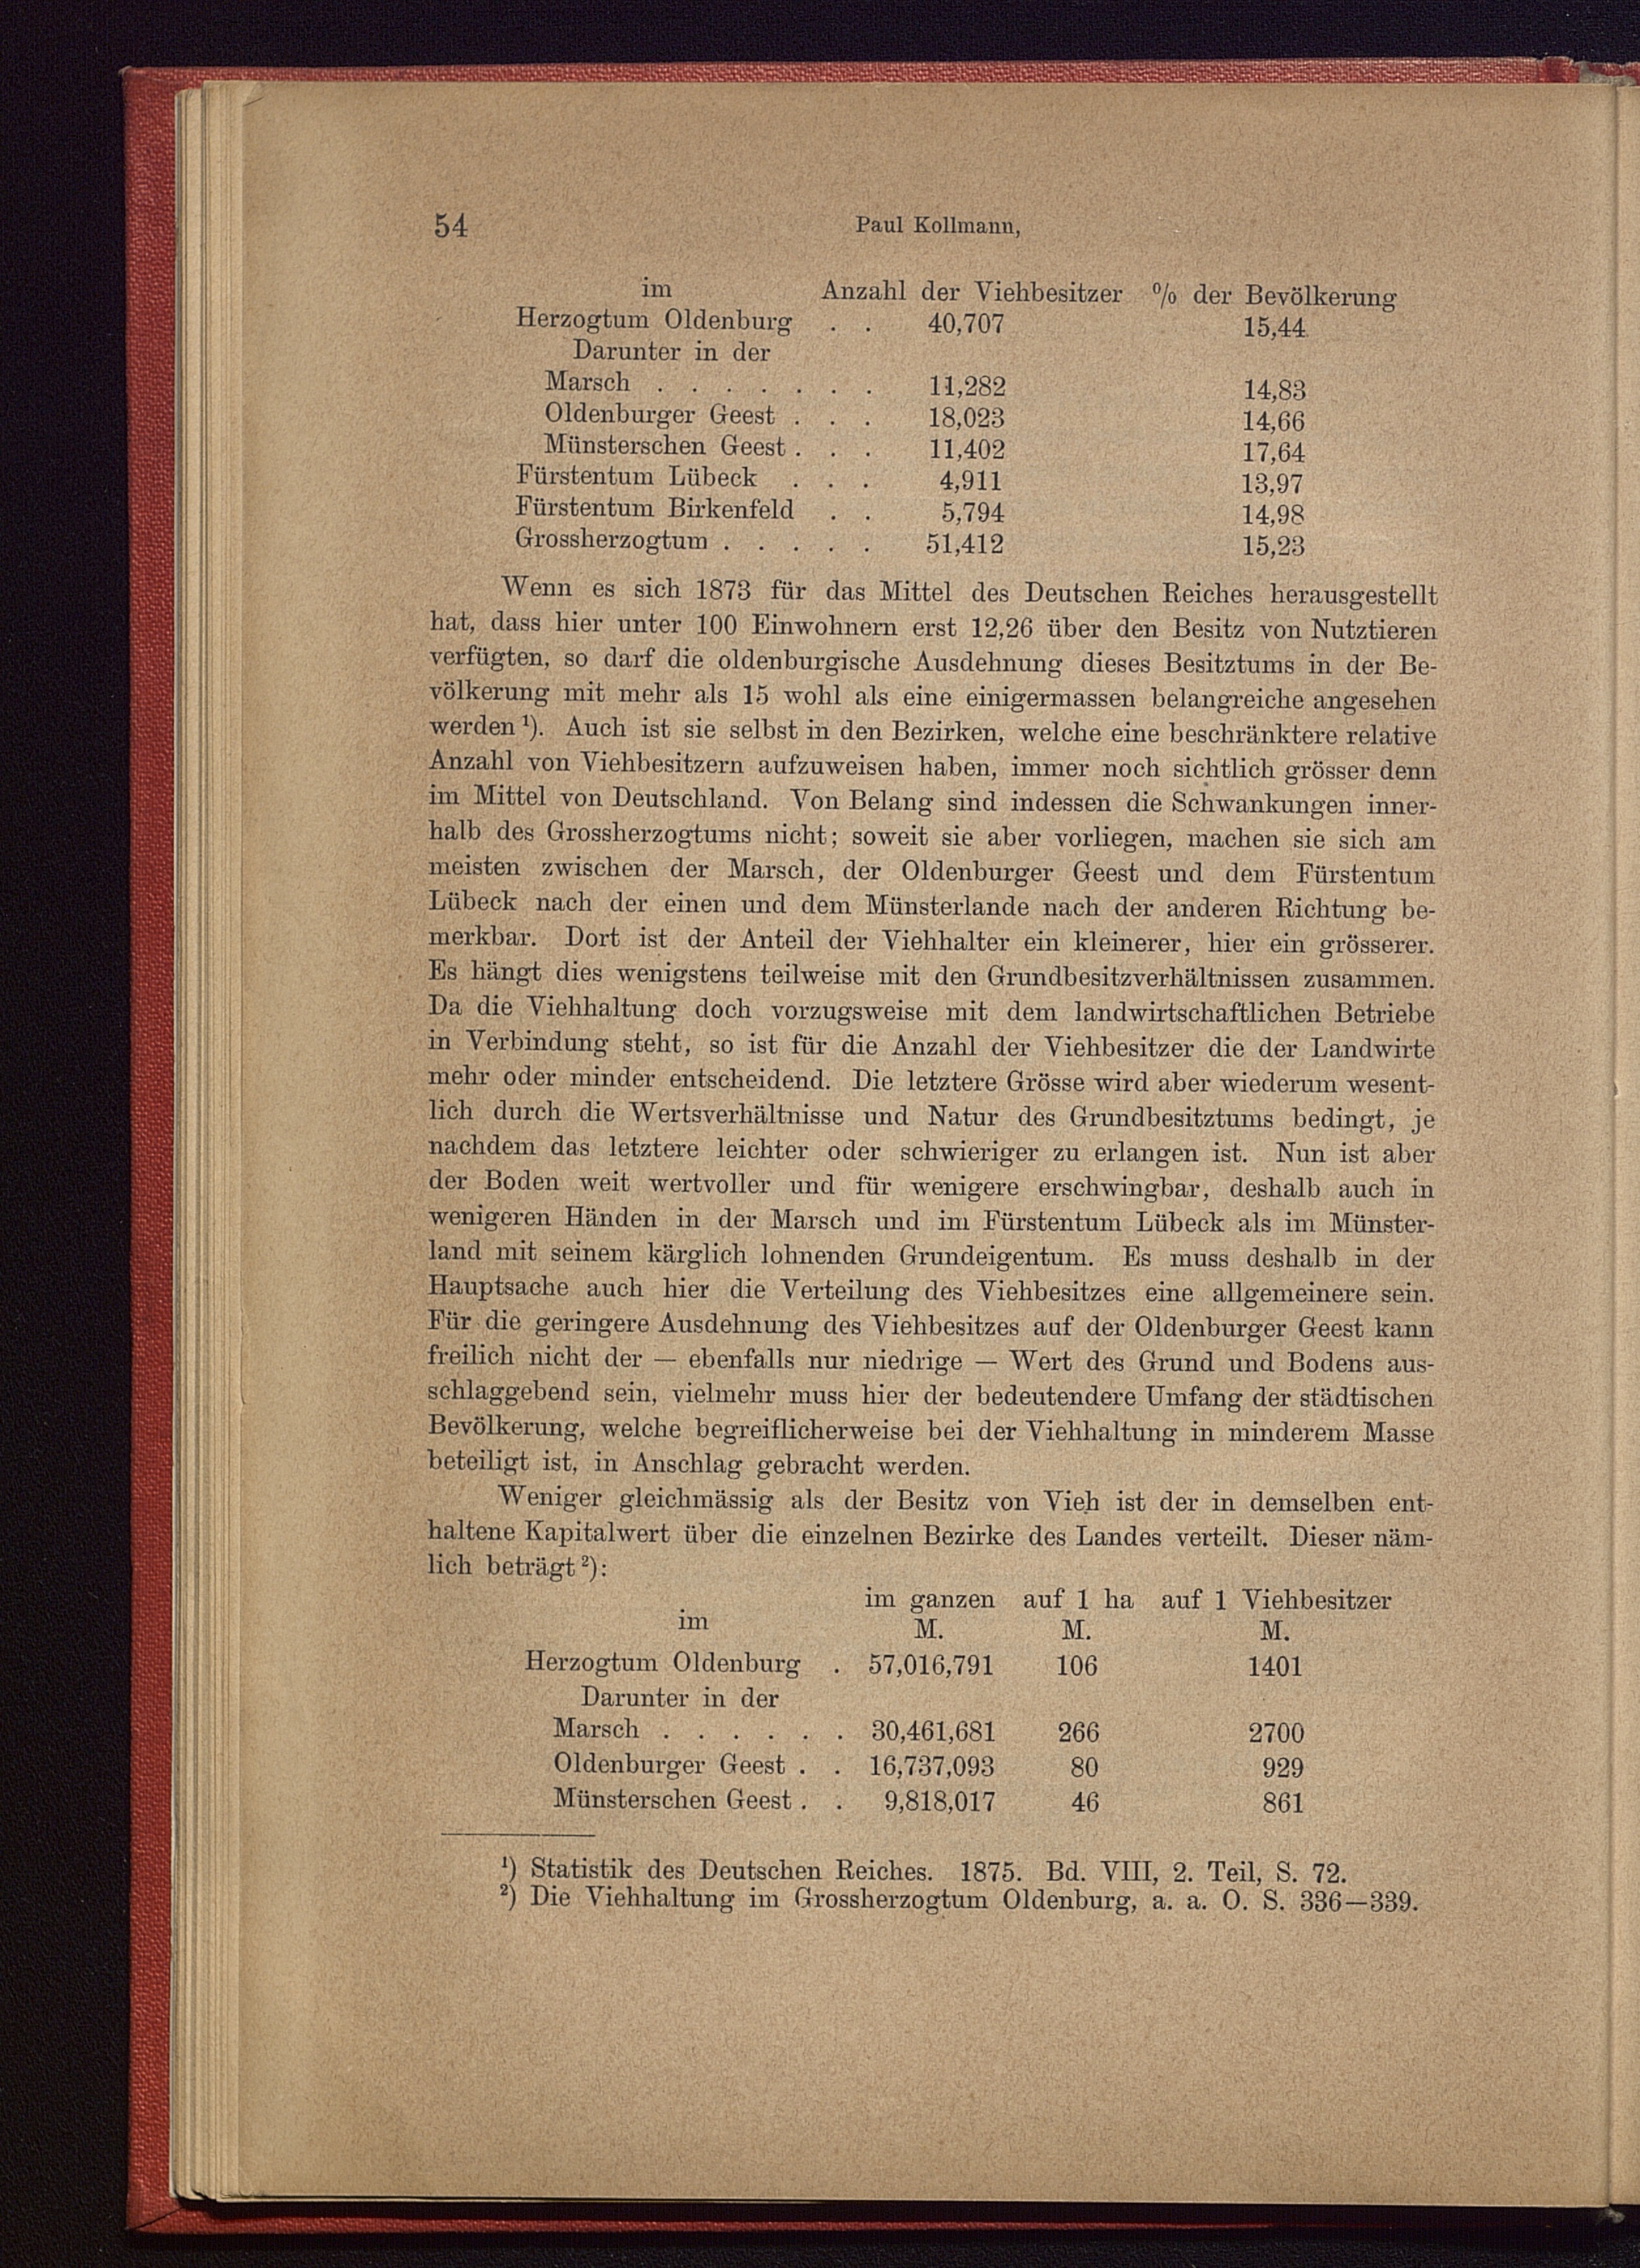 54 Paul Kollmann,
im Anzahl der Viehbesitzer % der Bevölkerung
Herzogtum Oldenburg . . 40,707 15,44
Darunter in der
Marsch . . . . . . . 11,282 14,83
Oldenburger Geest . . . 18,023 14,66
Münsterschen Geest . . . 11,402 17,64
Fürstentum Lübeck . . . 4,911 13,97
Fürstentum Birkenfeld . . 5,794 14,98
Grossherzogtum . . . . . 51,412 15,23
Wenn es sich 1873 für das Mittel des Deutschen Reiches herausgestellt
hat, dass hier unter 100 Einwohnern erst 12,26 über den Besitz von Nutztieren
verfügten, so darf die oldenburgische Ausdehnung dieses Besitztums in der Be-
völkerung mit mehr als 15 wohl als eine einigermassen belangreiche angesehen
werden ¹). Auch ist sie selbst in den Bezirken, welche eine beschränktere relative
Anzahl von Viehbesitzern aufzuweisen haben, immer noch sichtlich grösser denn
im Mittel von Deutschland. Von Belang sind indessen die Schwankungen inner-
halb des Grossherzogtums nicht; soweit sie aber vorliegen, machen sie sich am
meisten zwischen der Marsch, der Oldenburger Geest und dem Fürstentum
Lübeck nach der einen und dem Münsterlande nach der anderen Richtung be-
merkbar. Dort ist der Anteil der Viehhalter ein kleinerer, hier ein grösserer.
Es hängt dies wenigstens teilweise mit den Grundbesitzverhältnissen zusammen.
Da die Viehhaltung doch vorzugsweise mit dem landwirtschaftlichen Betriebe
in Verbindung steht, so ist für die Anzahl der Viehbesitzer die der Landwirte
mehr oder minder entscheidend. Die letztere Grösse wird aber wiederum wesent-
lich durch die Wertsverhältnisse und Natur des Grundbesitztums bedingt, je
nachdem das letztere leichter oder schwieriger zu erlangen ist. Nun ist aber
der Boden weit wertvoller und für wenigere erschwingbar, deshalb auch in
wenigeren Händen in der Marsch und im Fürstentum Lübeck als im Münster-
land mit seinem kärglich lohnenden Grundeigentum. Es muss deshalb in der
Hauptsache auch hier die Verteilung des Viehbesitzes eine allgemeinere sein.
Für die geringere Ausdehnung des Viehbesitzes auf der Oldenburger Geest kann
freilich nicht der — ebenfalls nur niedrige — Wert des Grund und Bodens aus-
schlaggebend sein, vielmehr muss hier der bedeutendere Umfang der städtischen
Bevölkerung, welche begreiflicherweise bei der Viehhaltung in minderem Masse
beteiligt ist, in Anschlag gebracht werden.
Weniger gleichmässig als der Besitz von Vieh ist der in demselben ent-
haltene Kapitalwert über die einzelnen Bezirke des Landes verteilt. Dieser näm-
lich beträgt ²):
im ganzen auf 1 ha auf 1 Viehbesitzer
im M. M. M.
Herzogtum Oldenburg . 57,016,791 106 1401
Darunter in der
Marsch . . . . . . 30,461,681 266 2700
Oldenburger Geest . . 16,737,093 80 929
Münsterschen Geest . . 9,818,017 46 861
¹) Statistik des Deutschen Reiches. 1875. Bd. VIII, 2. Teil, S. 72.
²) Die Viehhaltung im Grossherzogtum Oldenburg, a. a. O. S. 336—339.